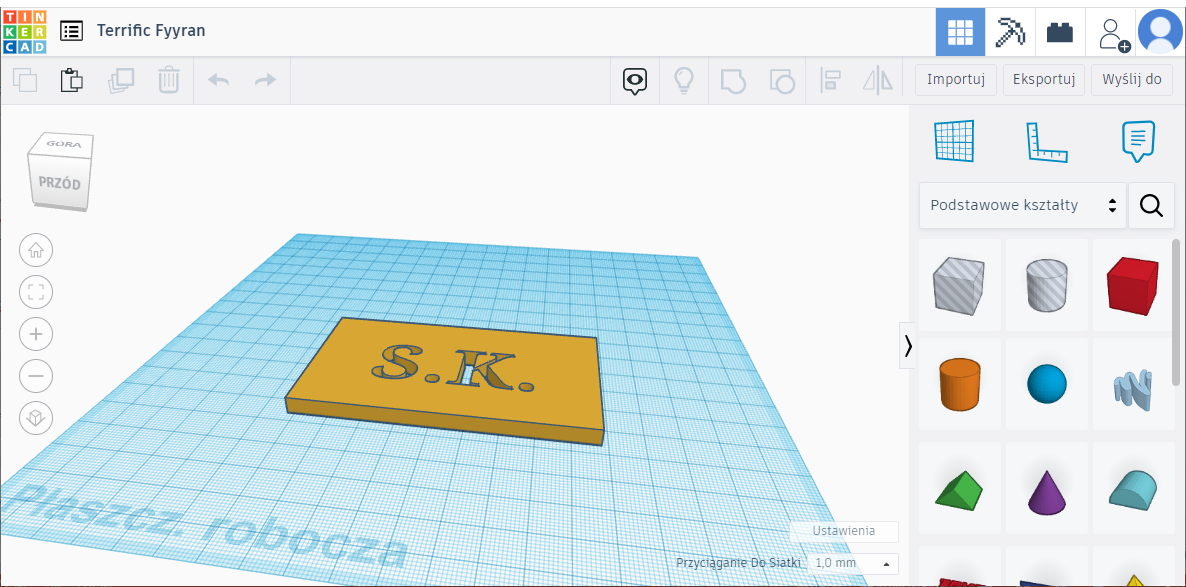 TIN
KER
CAD
Terrific Fyyran
Importuj
Eksportuj
Wyślij do
GÓRA
PRZÓD
Podstawowe kształty
S.K.
Płaszcz. robocza
Ustawienia
Przyciąganie Do Siatki
1,0 mm